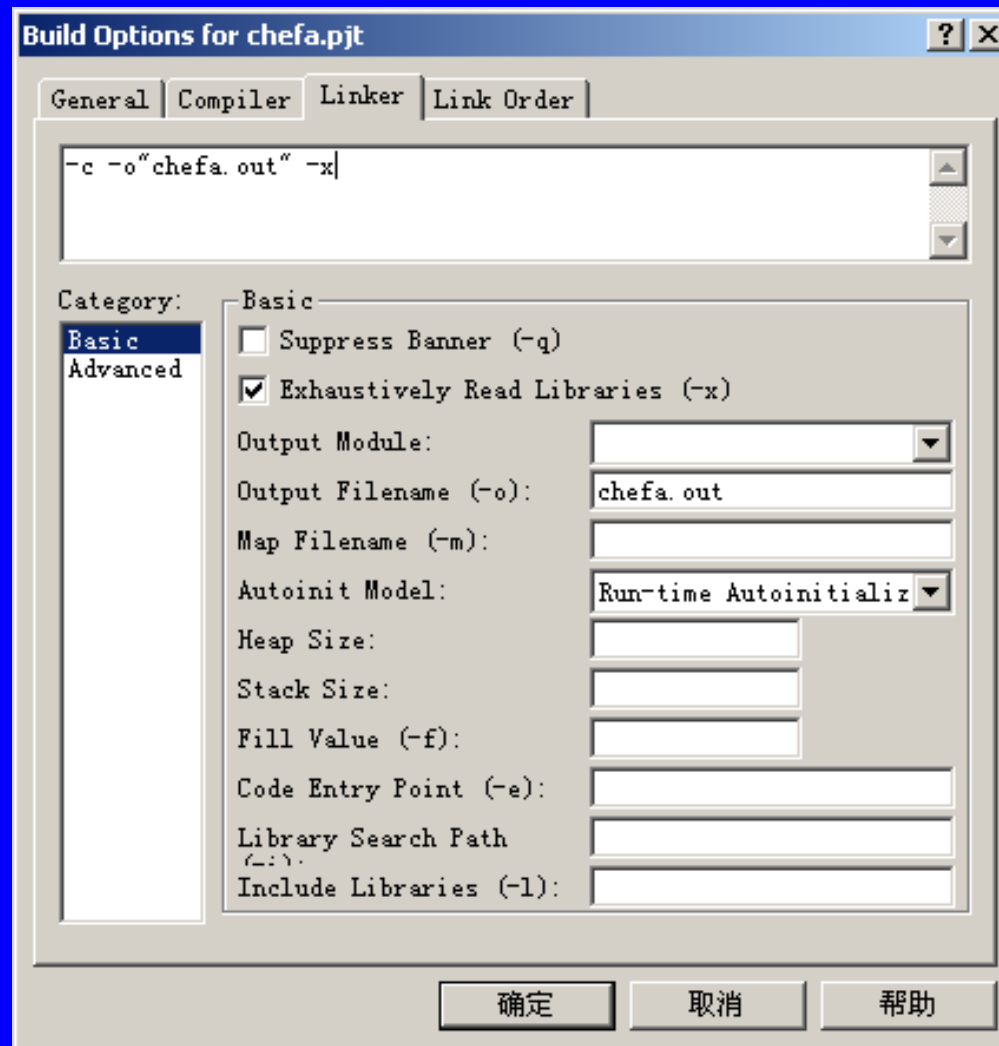 Build Options for chefa.pjt
General Compiler Linker Link Order
-c -o"chefa.out" -x
Category:
Basic
Advanced
Basic
Suppress Banner (-q)
Exhaustively Read Libraries (-x)
Output Module:
Output Filename (-o): chefa.out
Map Filename (-m):
Autoinit Model: Run-time Autoinitializ
Heap Size:
Stack Size:
Fill Value (-f):
Code Entry Point (-e):
Library Search Path
Include Libraries (-l):
确定 取消 帮助